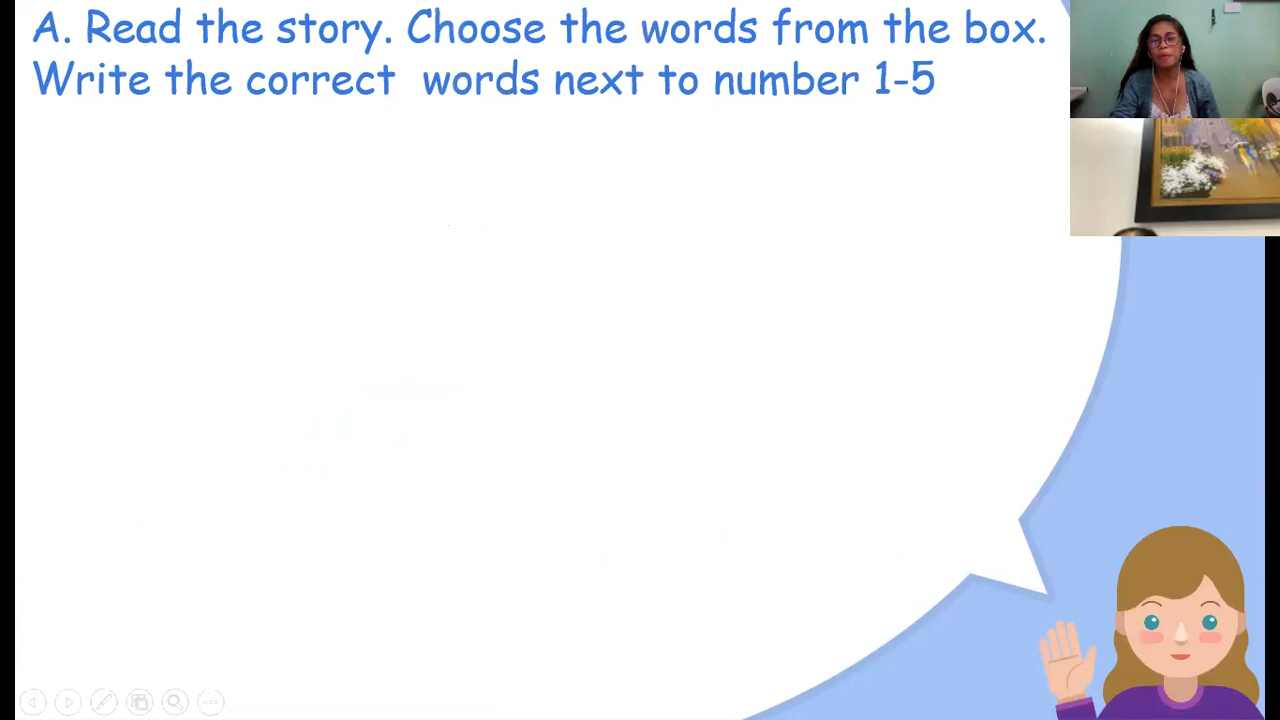 A. Read the story. Choose the words from the box.
Write the correct words next to number 1-5